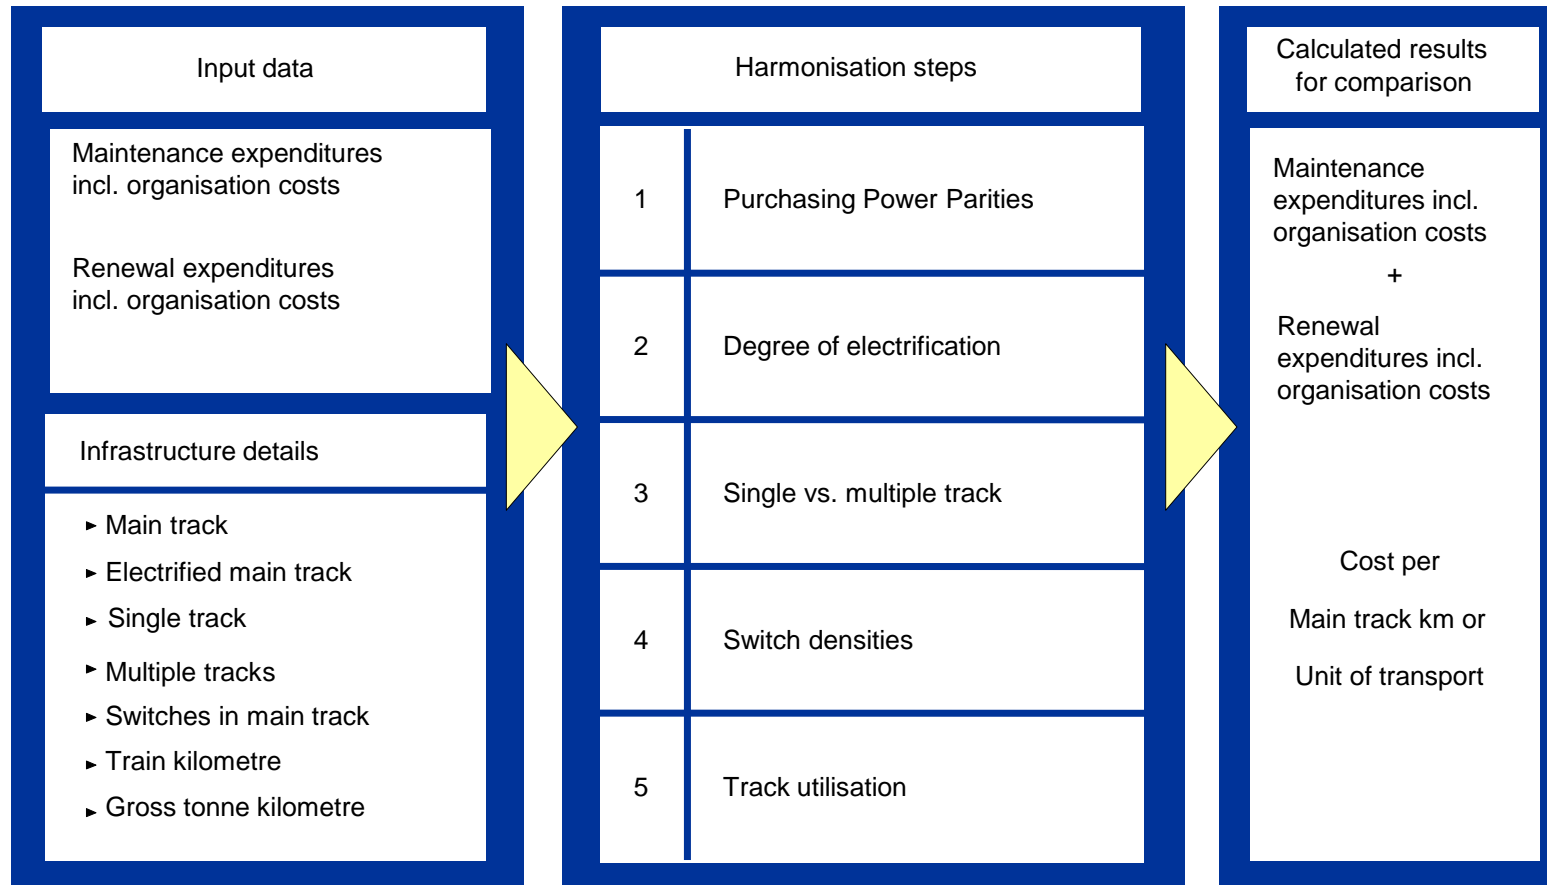 Input data
Maintenance expenditures
incl. organisation costs
Renewal expenditures
incl. organisation costs
Infrastructure details
Main track
Electrified main track
Single track
Multiple tracks
Switches in main track
Train kilometre
Gross tonne kilometre
Harmonisation steps
1 Purchasing Power Parities
2 Degree of electrification
3 Single vs. multiple track
4 Switch densities
5 Track utilisation
Calculated results
for comparison
Maintenance
expenditures incl.
organisation costs
+
Renewal
expenditures incl.
organisation costs
Cost per
Main track km or
Unit of transport